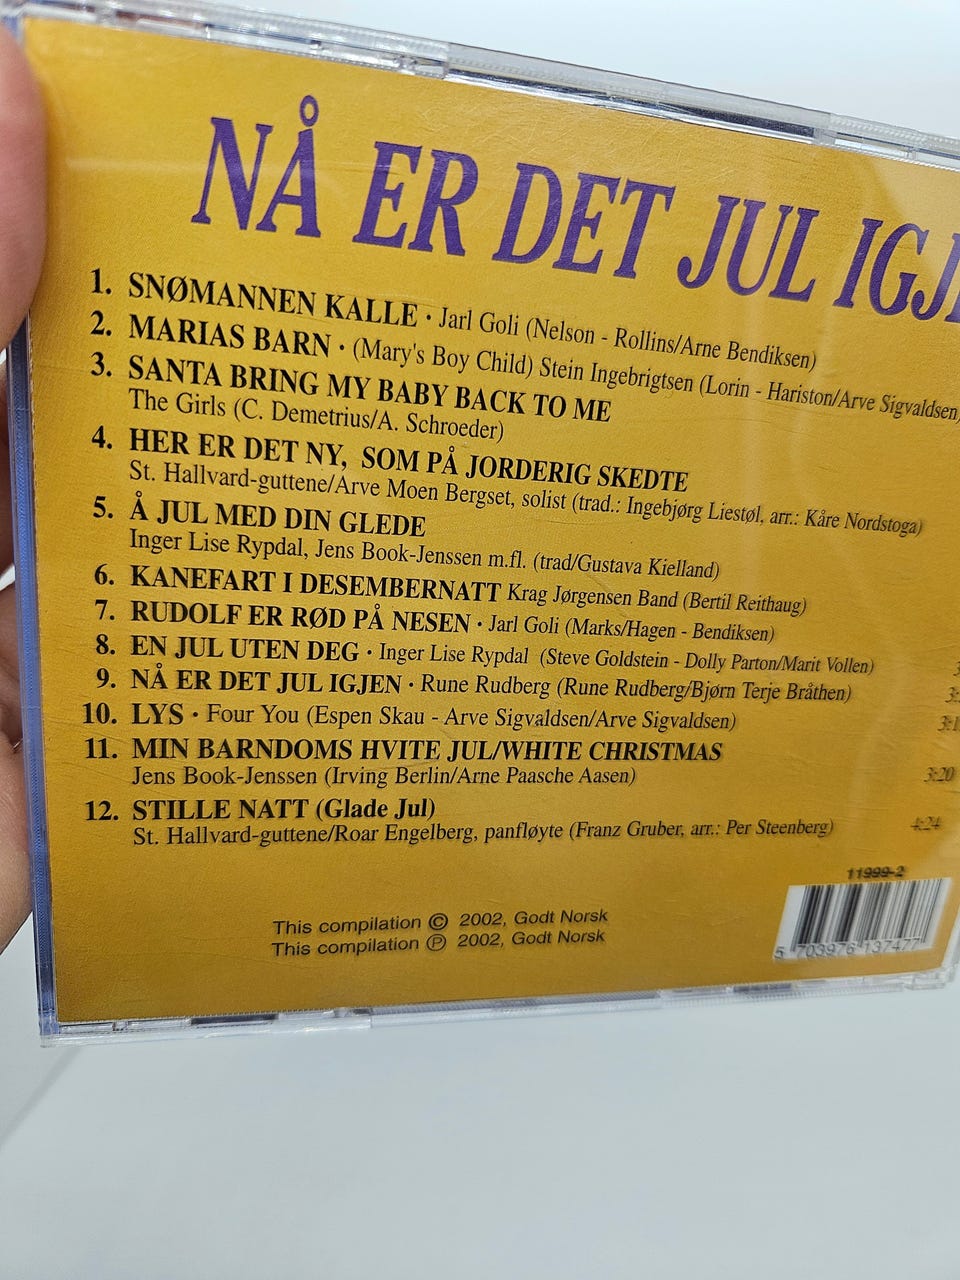 NÅ ER DET JUL IGJ
1. SNØMANNEN KALLE · Jarl Goli (Nelson - Rollins/Arne Bendiksen)
2. MARIAS BARN · (Mary's Boy Child) Stein Ingebrigtsen (Lorin - Hariston/Arve Sigvaldsen)
3. SANTA BRING MY BABY BACK TO ME
The Girls (C. Demetrius/A. Schroeder)
4. HER ER DET NY, SOM PÅ JORDERIG SKEDTE
St. Hallvard-guttene/Arve Moen Bergset, solist (trad.: Ingebjørg Liestøl, arr.: Kåre Nordstoga)
5. Å JUL MED DIN GLEDE
Inger Lise Rypdal, Jens Book-Jenssen m.fl. (trad/Gustava Kielland)
6. KANEFART I DESEMBERNATT Krag Jørgensen Band (Bertil Reithaug)
7. RUDOLF ER RØD PÅ NESEN · Jarl Goli (Marks/Hagen - Bendiksen)
8. EN JUL UTEN DEG · Inger Lise Rypdal (Steve Goldstein - Dolly Parton/Marit Vollen)
9. NÅ ER DET JUL IGJEN · Rune Rudberg (Rune Rudberg/Bjørn Terje Bråthen)
10. LYS · Four You (Espen Skau - Arve Sigvaldsen/Arve Sigvaldsen)
11. MIN BARNDOMS HVITE JUL/WHITE CHRISTMAS
Jens Book-Jenssen (Irving Berlin/Arne Paasche Aasen) 3:20
12. STILLE NATT (Glade Jul)
St. Hallvard-guttene/Roar Engelberg, panfløyte (Franz Gruber, arr.: Per Steenberg) 4:24
11999-2
This compilation © 2002, Godt Norsk
This compilation ℗ 2002, Godt Norsk
5 703976 137477